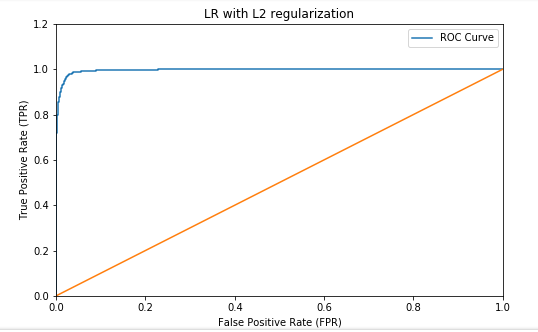 LR with L2 regularization
1.2
1.0
0.8
0.6
0.4
0.2
0.0
True Positive Rate (TPR)
ROC Curve
0.0 0.2 0.4 0.6 0.8 1.0
False Positive Rate (FPR)